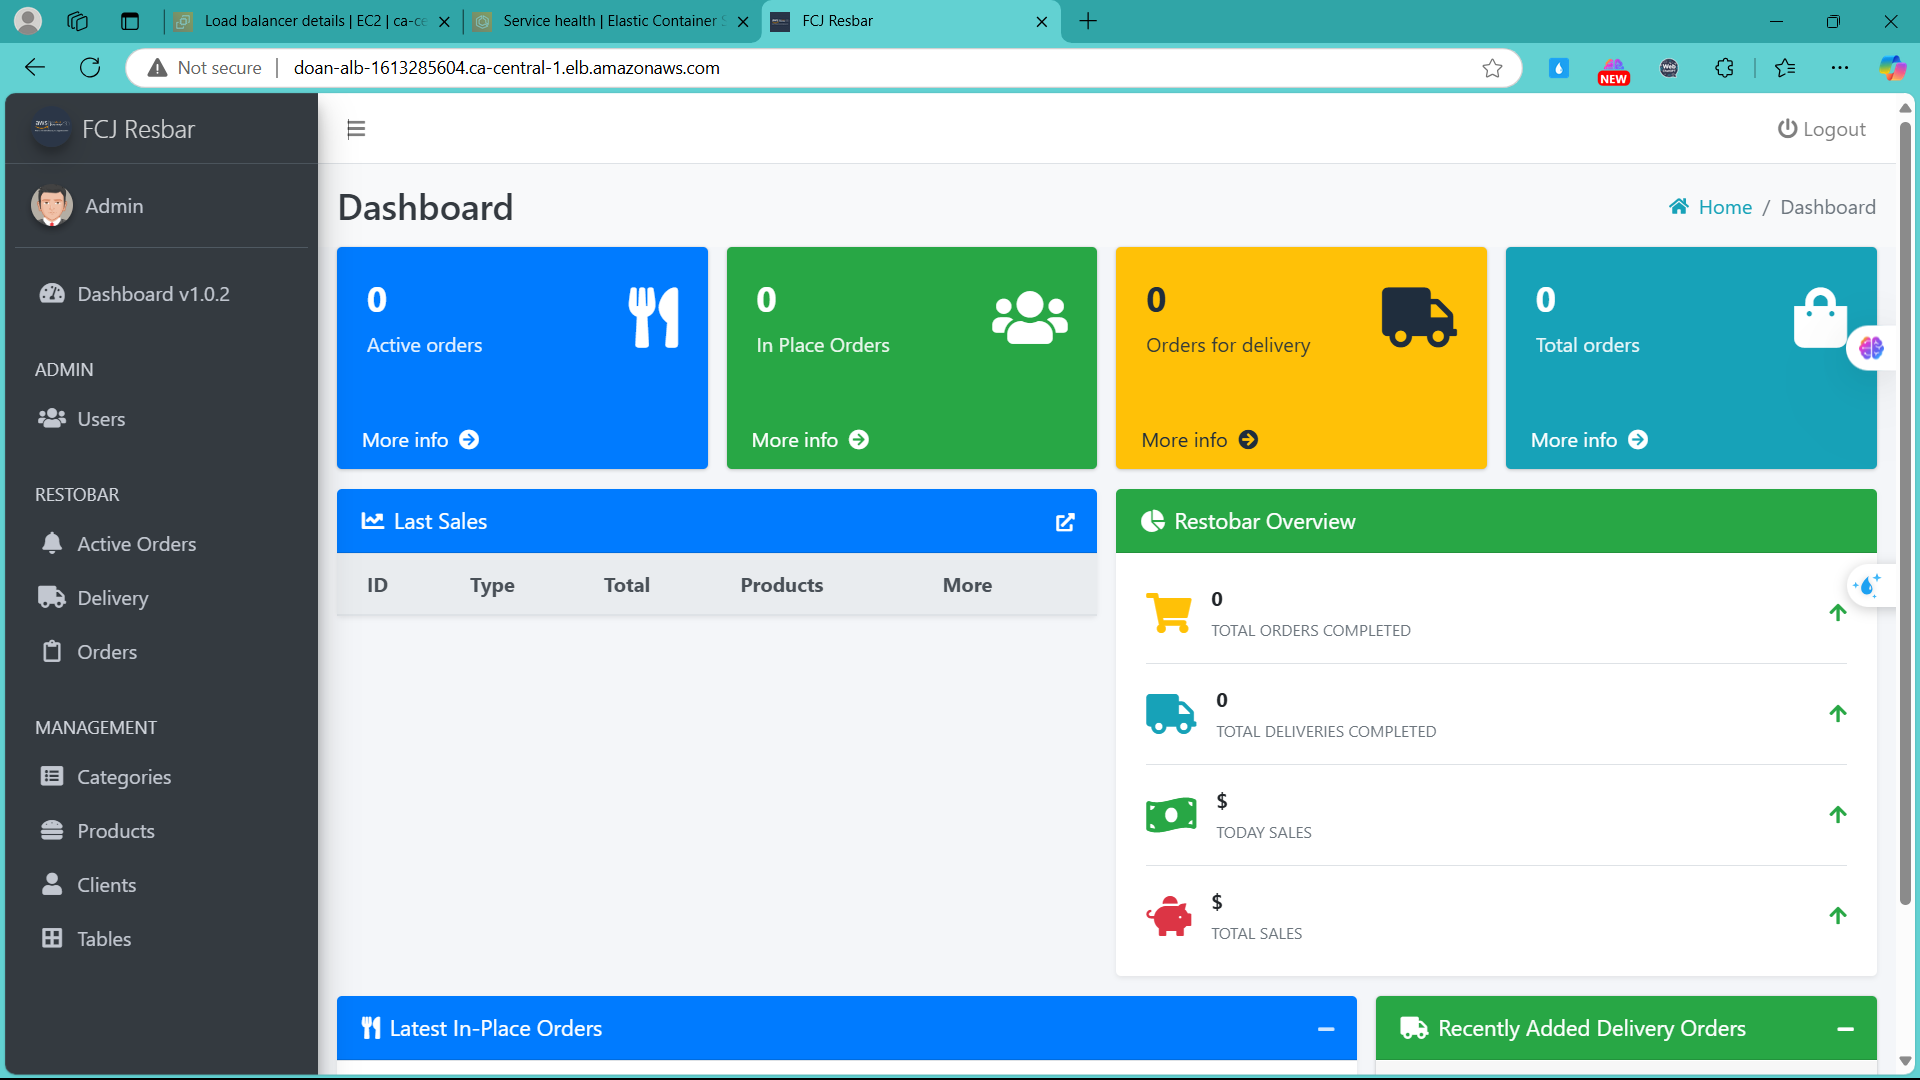 Load balancer details | EC2 | ca-ce
Service health | Elastic Container S
FCJ Resbar
Not secure
doan-alb-1613285604.ca-central-1.elb.amazonaws.com
NEW
FCJ Resbar
Logout
Admin
Dashboard
Home / Dashboard
Dashboard v1.0.2
ADMIN
Users
RESTOBAR
Active Orders
Delivery
Orders
MANAGEMENT
Categories
Products
Clients
Tables
0
Active orders
More info
0
In Place Orders
More info
0
Orders for delivery
More info
0
Total orders
More info
Last Sales
ID Type Total Products More
Restobar Overview
0
TOTAL ORDERS COMPLETED
0
TOTAL DELIVERIES COMPLETED
$
TODAY SALES
$
TOTAL SALES
Latest In-Place Orders
Recently Added Delivery Orders